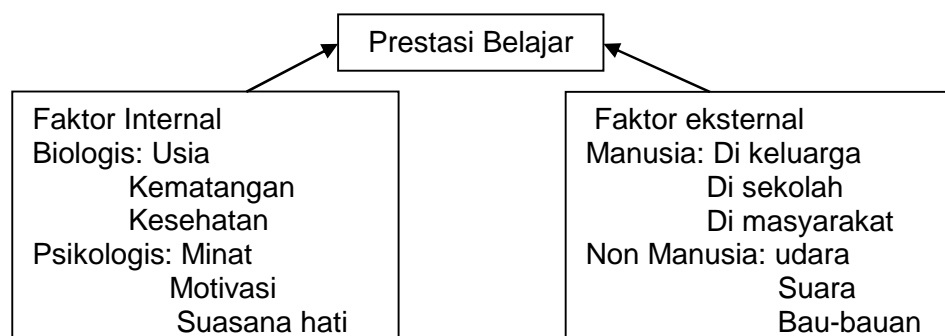 Prestasi Belajar
Faktor Internal
Biologis: Usia
Kematangan
Kesehatan
Psikologis: Minat
Motivasi
Suasana hati
Faktor eksternal
Manusia: Di keluarga
Di sekolah
Di masyarakat
Non Manusia: udara
Suara
Bau-bauan